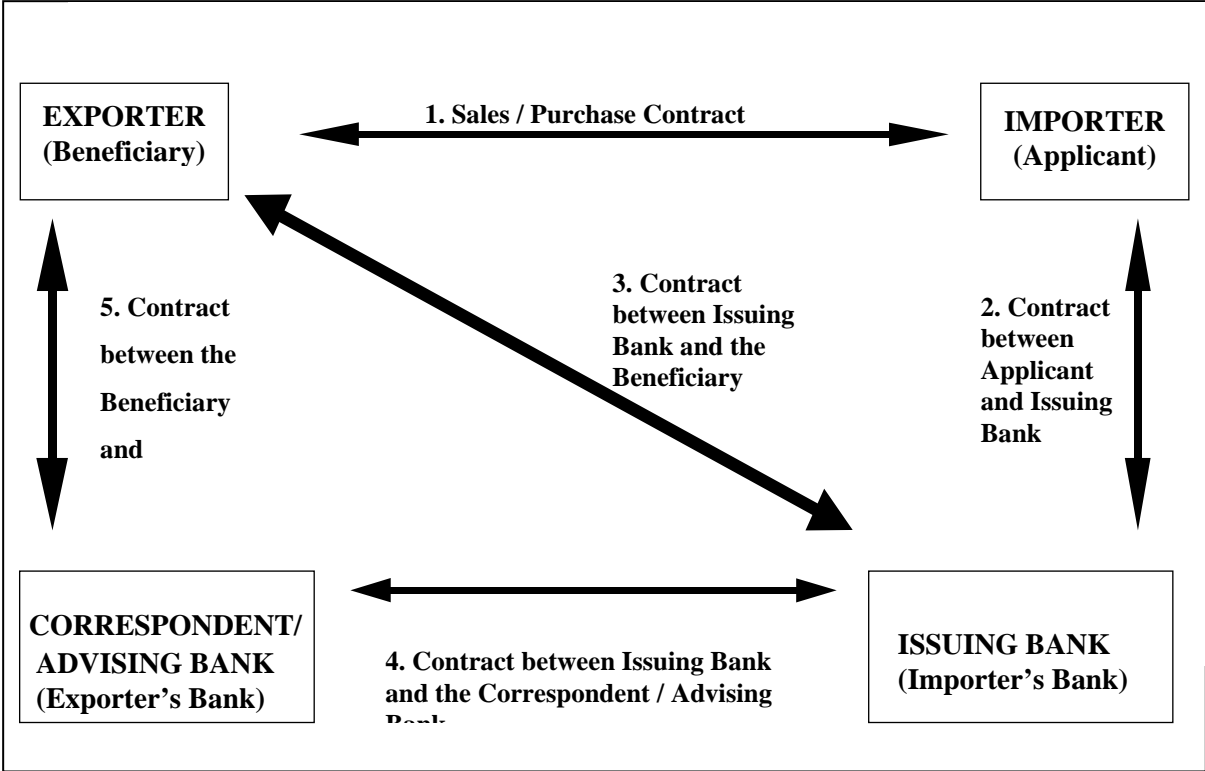 EXPORTER
(Beneficiary)
1. Sales / Purchase Contract
IMPORTER
(Applicant)
5. Contract
between the
Beneficiary
and
3. Contract
between Issuing
Bank and the
Beneficiary
2. Contract
between
Applicant
and Issuing
Bank
CORRESPONDENT/
ADVISING BANK
(Exporter’s Bank)
4. Contract between Issuing Bank
and the Correspondent / Advising
Bank
ISSUING BANK
(Importer’s Bank)